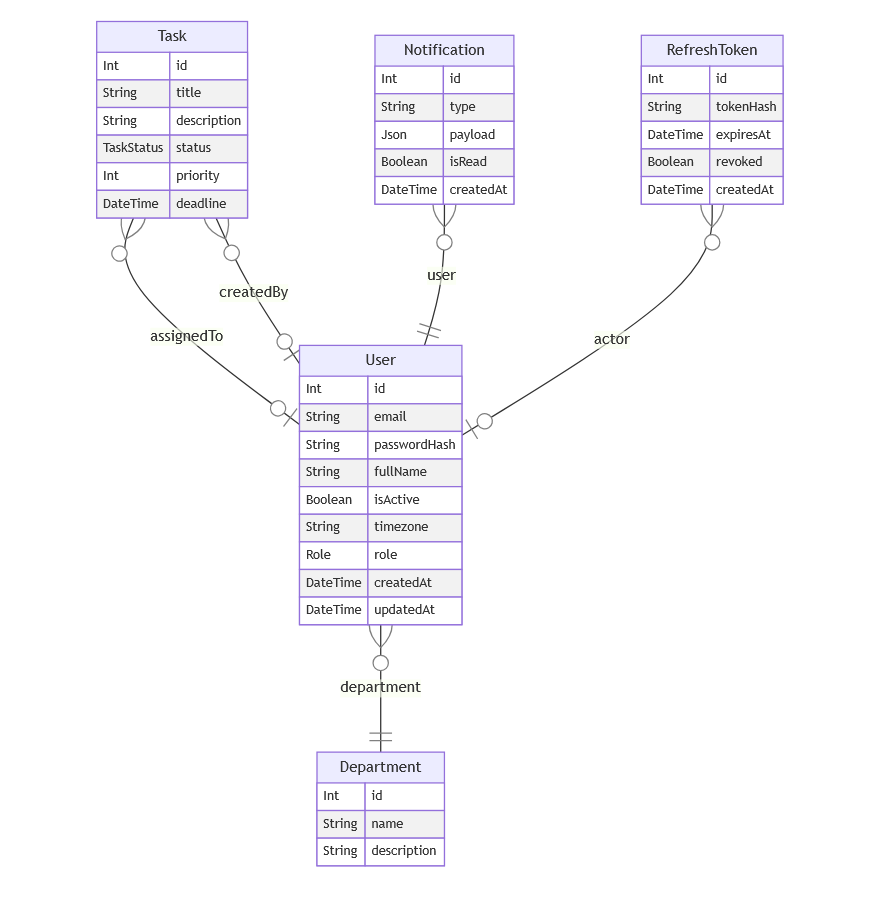 Task
Int id
String title
String description
TaskStatus status
Int priority
DateTime deadline
Notification
Int id
String type
Json payload
Boolean isRead
DateTime createdAt
RefreshToken
Int id
String tokenHash
DateTime expiresAt
Boolean revoked
DateTime createdAt
user
createdBy
assignedTo
actor
User
Int id
String email
String passwordHash
String fullName
Boolean isActive
String timezone
Role role
DateTime createdAt
DateTime updatedAt
department
Department
Int id
String name
String description